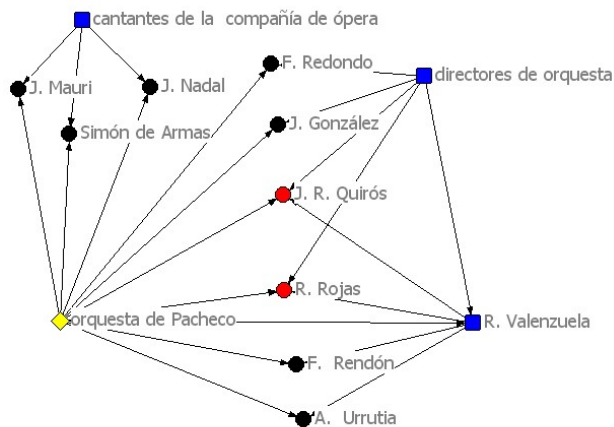 cantantes de la compañía de ópera
F. Redondo
directores de orquesta
J. Mauri
J. Nadal
J. González
Simón de Armas
J. R. Quirós
R. Rojas
orquesta de Pacheco
R. Valenzuela
F. Rendón
A. Urrutia